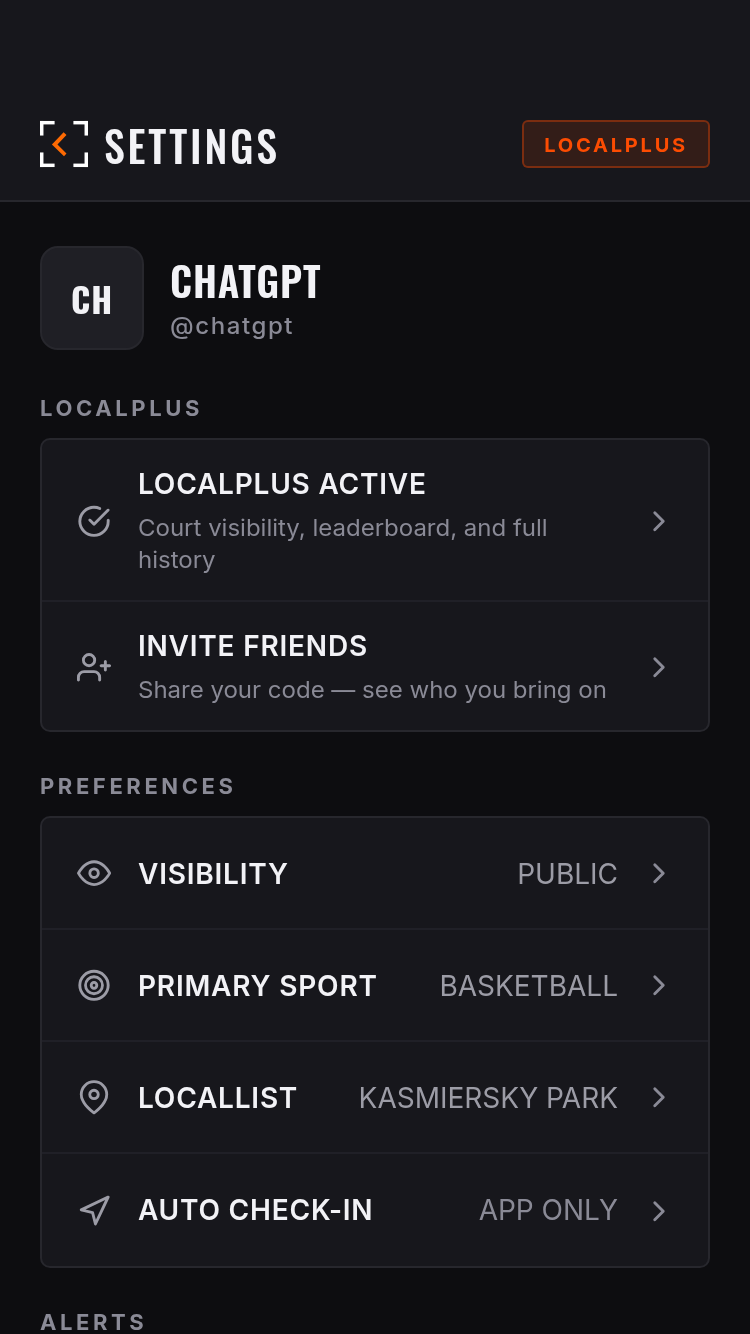 SETTINGS
LOCALPLUS
CH
CHATGPT
@chatgpt
LOCALPLUS
LOCALPLUS ACTIVE
Court visibility, leaderboard, and full
history
INVITE FRIENDS
Share your code — see who you bring on
PREFERENCES
VISIBILITY PUBLIC
PRIMARY SPORT BASKETBALL
LOCALLIST KASMIERSKY PARK
AUTO CHECK-IN APP ONLY
ALERTS